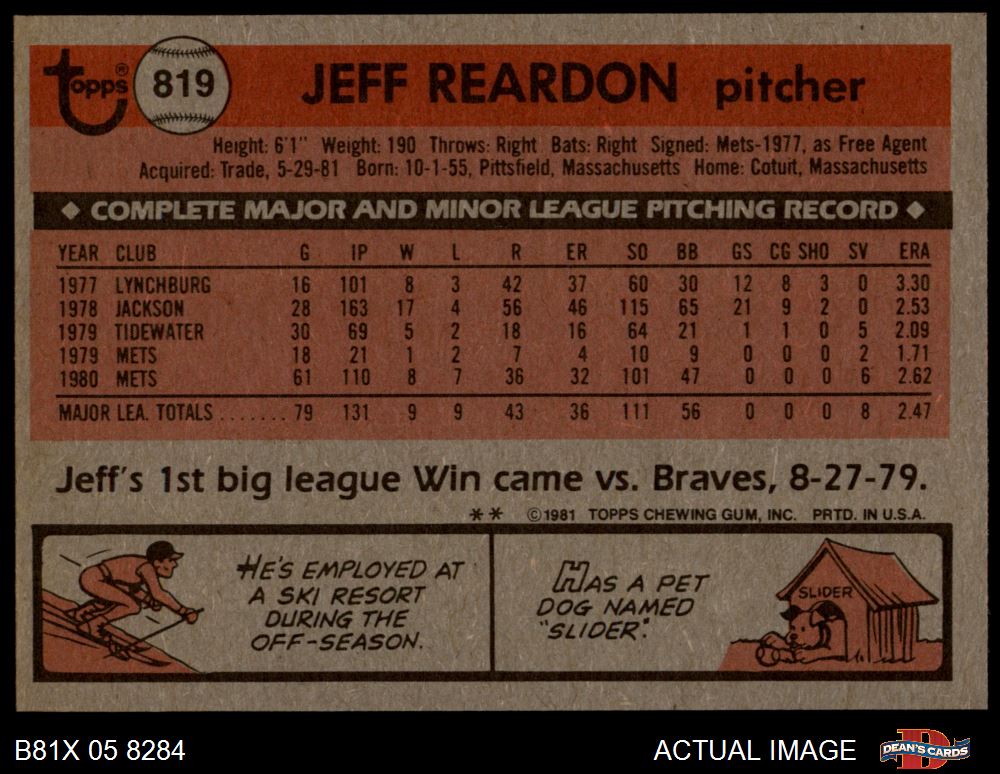 topps® 819 JEFF REARDON pitcher
Height: 6'1" Weight: 190 Throws: Right Bats: Right Signed: Mets-1977, as Free Agent
Acquired: Trade, 5-29-81 Born: 10-1-55, Pittsfield, Massachusetts Home: Cotuit, Massachusetts
◆ COMPLETE MAJOR AND MINOR LEAGUE PITCHING RECORD ◆
YEAR CLUB G IP W L R ER SO BB GS CG SHO SV ERA
1977 LYNCHBURG 16 101 8 3 42 37 60 30 12 8 3 0 3.30
1978 JACKSON 28 163 17 4 56 46 115 65 21 9 2 0 2.53
1979 TIDEWATER 30 69 5 2 18 16 64 21 1 1 0 5 2.09
1979 METS 18 21 1 2 7 4 10 9 0 0 0 2 1.71
1980 METS 61 110 8 7 36 32 101 47 0 0 0 6 2.62
MAJOR LEA. TOTALS ....... 79 131 9 9 43 36 111 56 0 0 0 8 2.47
Jeff's 1st big league Win came vs. Braves, 8-27-79.
** ©1981 TOPPS CHEWING GUM, INC. PRTD. IN U.S.A.
HE'S EMPLOYED AT
A SKI RESORT
DURING THE
OFF-SEASON.
HAS A PET
DOG NAMED
"SLIDER".
SLIDER
B81X 05 8284 ACTUAL IMAGE DEAN'S CARDS